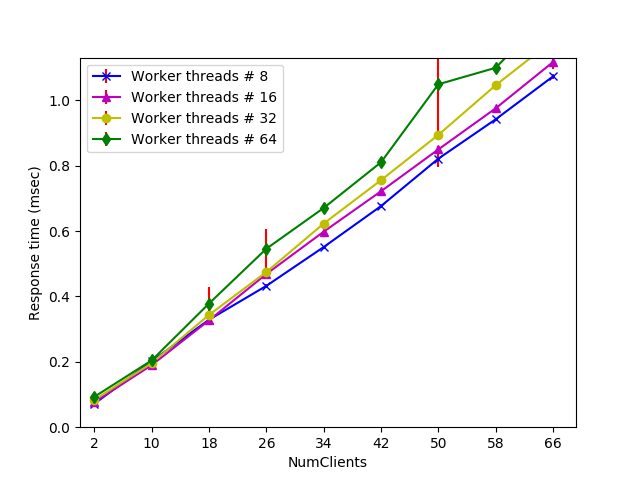 Worker threads # 8
Worker threads # 16
Worker threads # 32
Worker threads # 64
Response time (msec)
1.0
0.8
0.6
0.4
0.2
0.0
2 10 18 26 34 42 50 58 66
NumClients